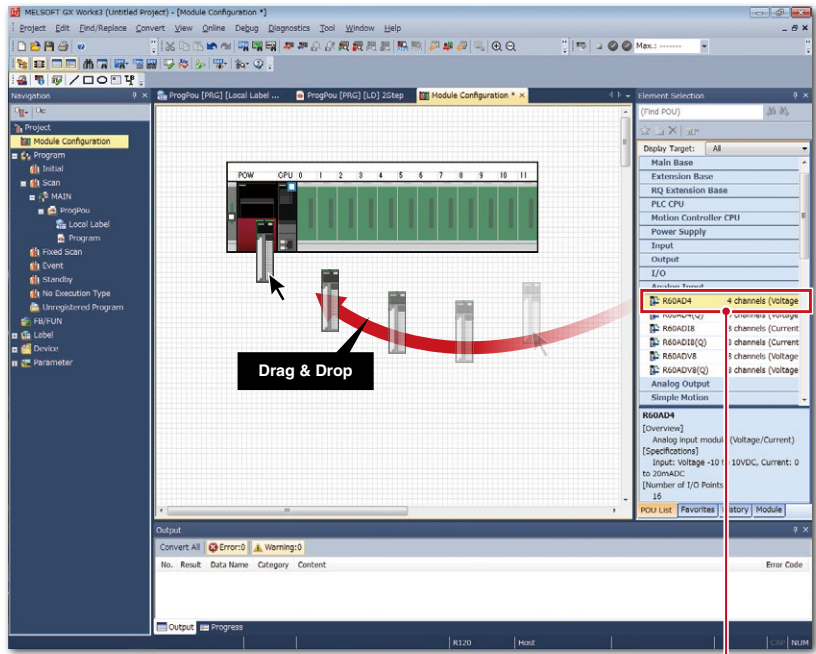 MELSOFT GX Works3 (Untitled Project) - [Module Configuration *]
Project Edit Find/Replace Convert View Online Debug Diagnostics Tool Window Help
Max.: -------
Navigation
ProgPou [PRG] [Local Label ...
ProgPou [PRG] [LD] 2Step
Module Configuration *
Element Selection
Project
Module Configuration
Program
Initial
Scan
MAIN
ProgPou
Local Label
Program
Fixed Scan
Event
Standby
No Execution Type
Unregistered Program
FB/FUN
Label
Device
Parameter
POW CPU 0 1 2 3 4 5 6 7 8 9 10 11
Drag & Drop
(Find POU)
Display Target: All
Main Base
Extension Base
RQ Extension Base
PLC CPU
Motion Controller CPU
Power Supply
Input
Output
I/O
Analog Input
R60AD4 4 channels (Voltage
R60AD4(Q) channels (Voltage
R60ADI8 8 channels (Current
R60ADI8(Q) 8 channels (Current
R60ADV8 8 channels (Voltage
R60ADV8(Q) 8 channels (Voltage
Analog Output
Simple Motion
R60AD4
[Overview]
Analog input module (Voltage/Current)
[Specifications]
Input: Voltage -10 to 10VDC, Current: 0
to 20mADC
[Number of I/O Points
16
POU List Favorites History Module
Output
Convert All Error:0 Warning:0
No. Result Data Name Category Content Error Code
Output Progress
R120 Host CAP NUM